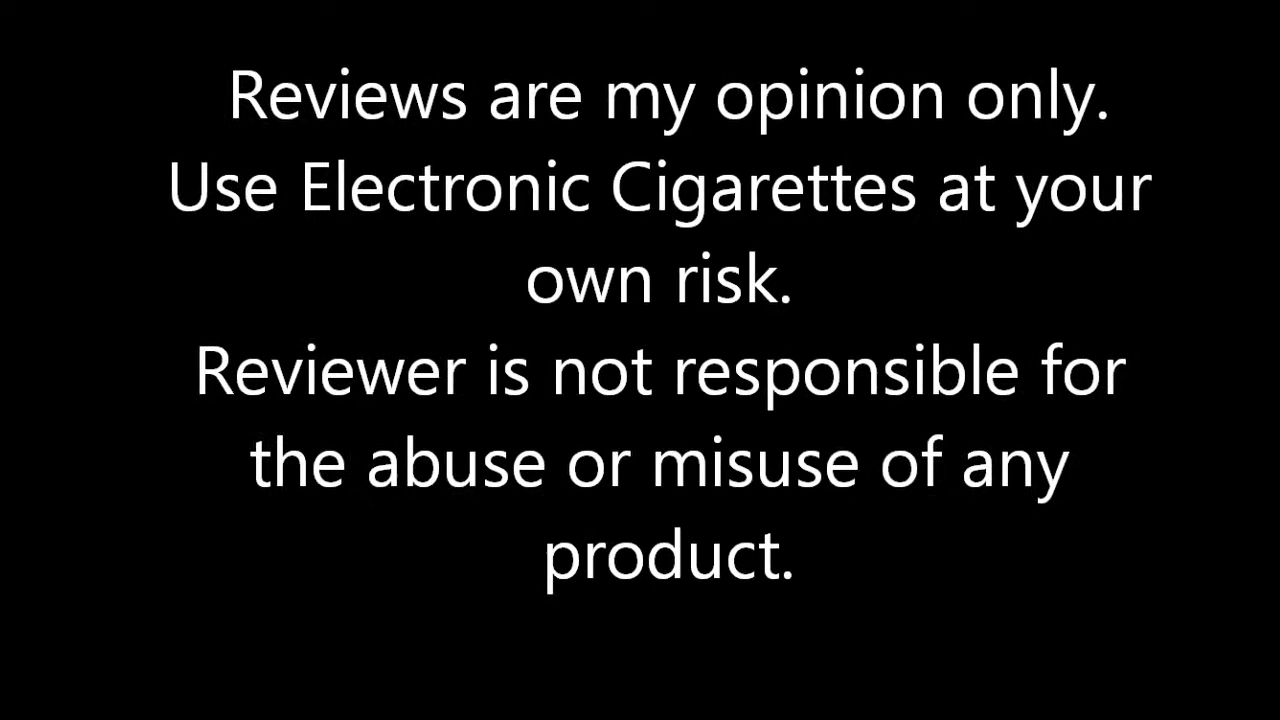 Reviews are my opinion only.
Use Electronic Cigarettes at your
own risk.
Reviewer is not responsible for
the abuse or misuse of any
product.